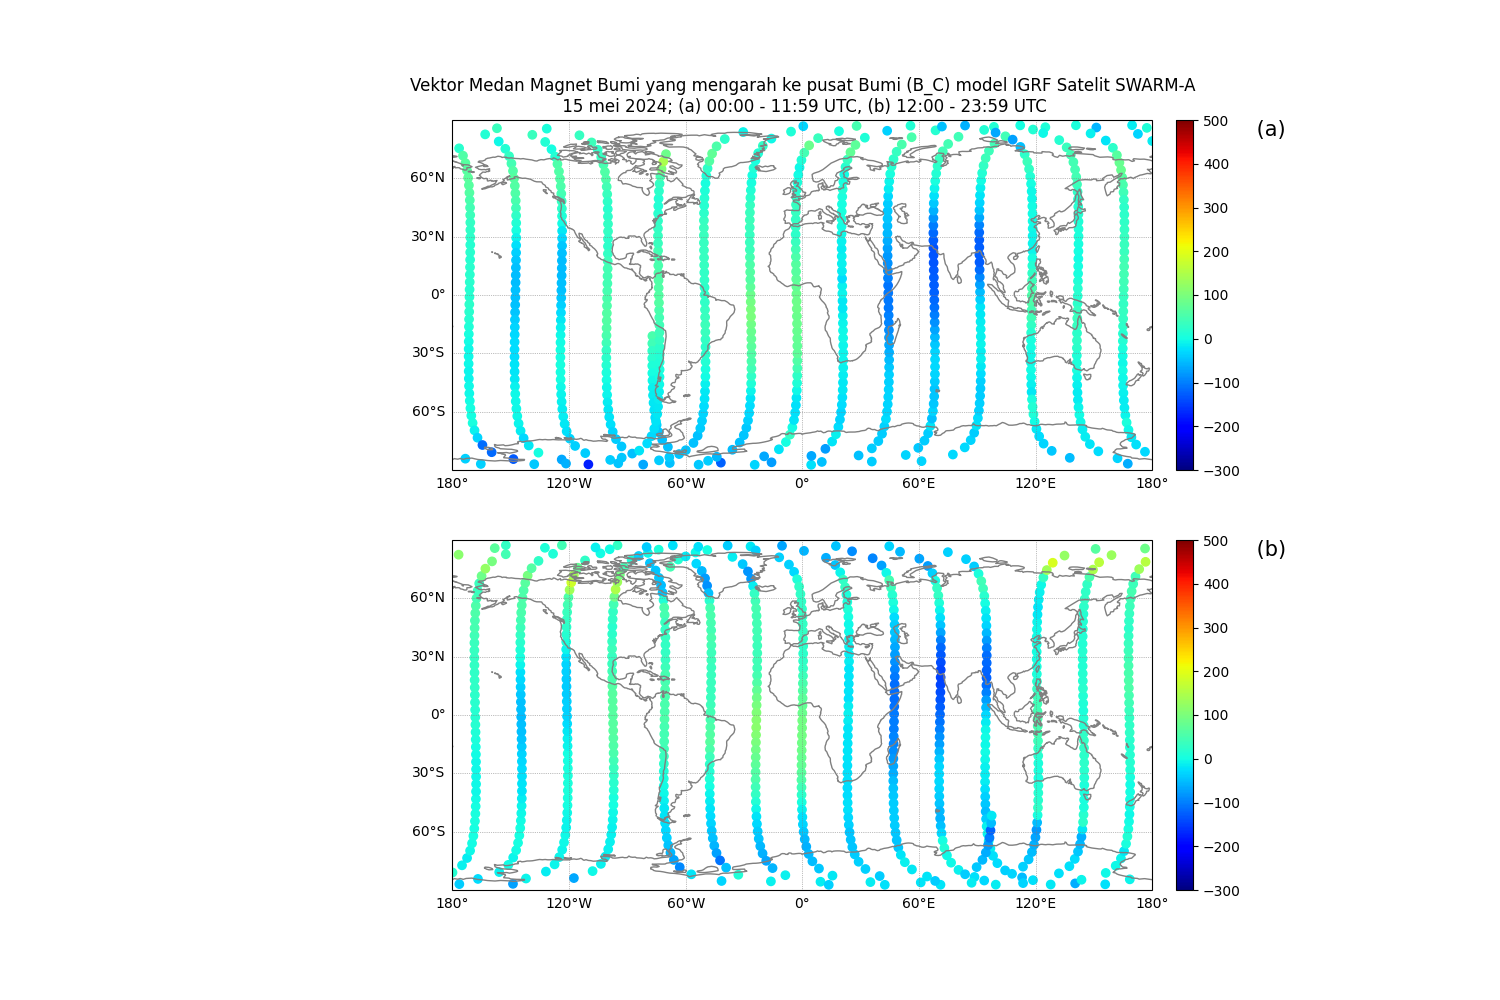 Vektor Medan Magnet Bumi yang mengarah ke pusat Bumi (B_C) model IGRF Satelit SWARM-A
15 mei 2024; (a) 00:00 - 11:59 UTC, (b) 12:00 - 23:59 UTC
(a)
500
400
300
200
100
0
−100
−200
−300
60°N
30°N
0°
30°S
60°S
180° 120°W 60°W 0° 60°E 120°E 180°
(b)
500
400
300
200
100
0
−100
−200
−300
60°N
30°N
0°
30°S
60°S
180° 120°W 60°W 0° 60°E 120°E 180°